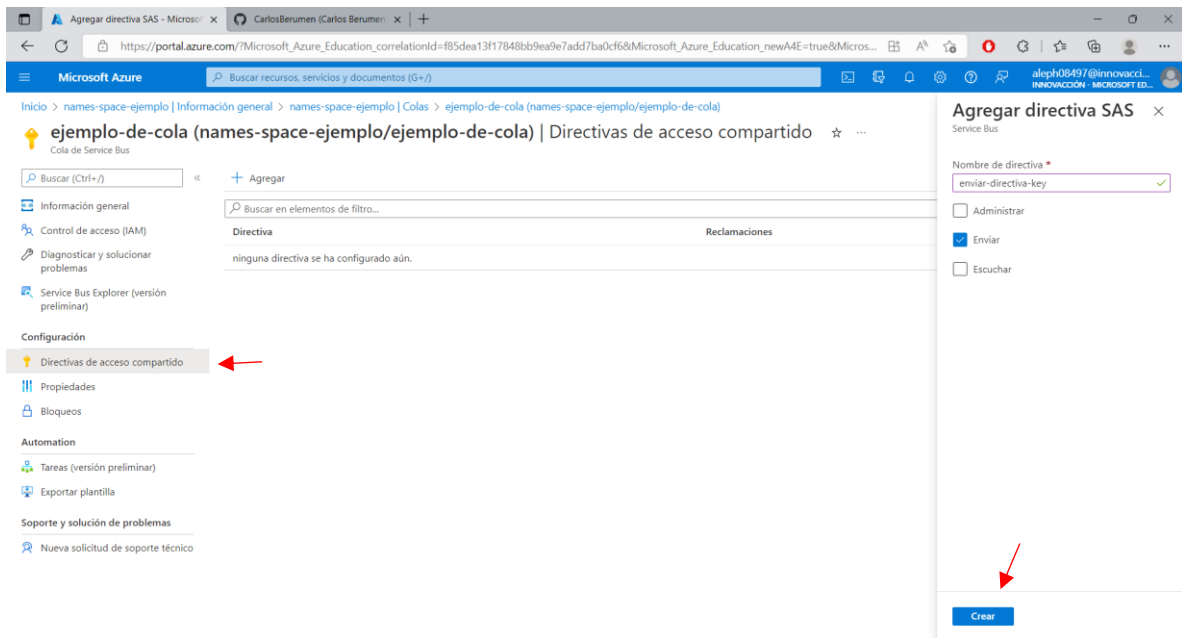 Agregar directiva SAS - Microsof
CarlosBerumen (Carlos Berumen)
https://portal.azure.com/?Microsoft_Azure_Education_correlationId=f85dea13f17848bb9ea9e7add7ba0cf6&Microsoft_Azure_Education_newA4E=true&Micros...
Microsoft Azure
Buscar recursos, servicios y documentos (G+/)
aleph08497@innovacci...
INNOVACCIÓN - MICROSOFT ED...
Inicio > names-space-ejemplo | Información general > names-space-ejemplo | Colas > ejemplo-de-cola (names-space-ejemplo/ejemplo-de-cola)
ejemplo-de-cola (names-space-ejemplo/ejemplo-de-cola) | Directivas de acceso compartido
Cola de Service Bus
Buscar (Ctrl+/)
Información general
Control de acceso (IAM)
Diagnosticar y solucionar
problemas
Service Bus Explorer (versión
preliminar)
Configuración
Directivas de acceso compartido
Propiedades
Bloqueos
Automation
Tareas (versión preliminar)
Exportar plantilla
Soporte y solución de problemas
Nueva solicitud de soporte técnico
Agregar
Buscar en elementos de filtro...
Directiva Reclamaciones
ninguna directiva se ha configurado aún.
Agregar directiva SAS
Service Bus
Nombre de directiva *
enviar-directiva-key
Administrar
Enviar
Escuchar
Crear